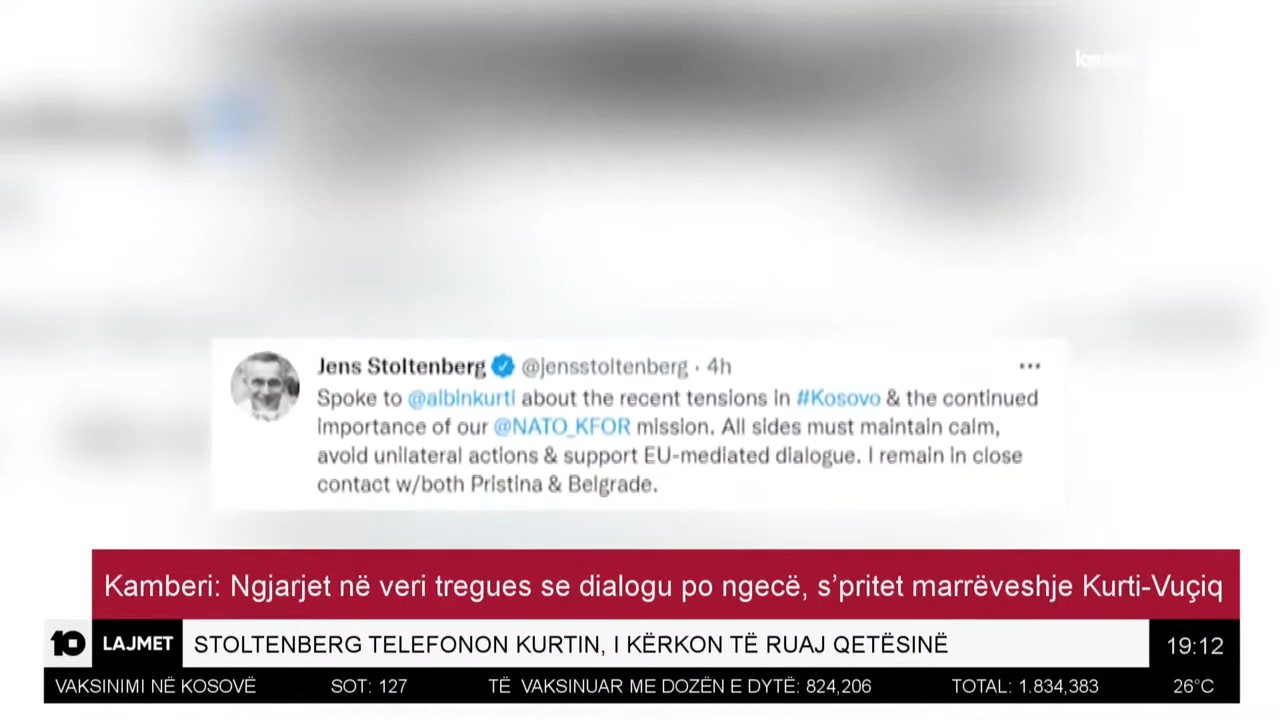 Jens Stoltenberg @jensstoltenberg · 4h
Spoke to @albinkurti about the recent tensions in #Kosovo & the continued
importance of our @NATO_KFOR mission. All sides must maintain calm,
avoid unilateral actions & support EU-mediated dialogue. I remain in close
contact w/both Pristina & Belgrade.
Kamberi: Ngjarjet në veri tregues se dialogu po ngecë, s’pritet marrëveshje Kurti-Vuçiq
10 LAJMET STOLTENBERG TELEFONON KURTIN, I KËRKON TË RUAJ QETËSINË 19:12
VAKSINIMI NË KOSOVË SOT: 127 TË VAKSINUAR ME DOZËN E DYTË: 824,206 TOTAL: 1.834,383 26°C